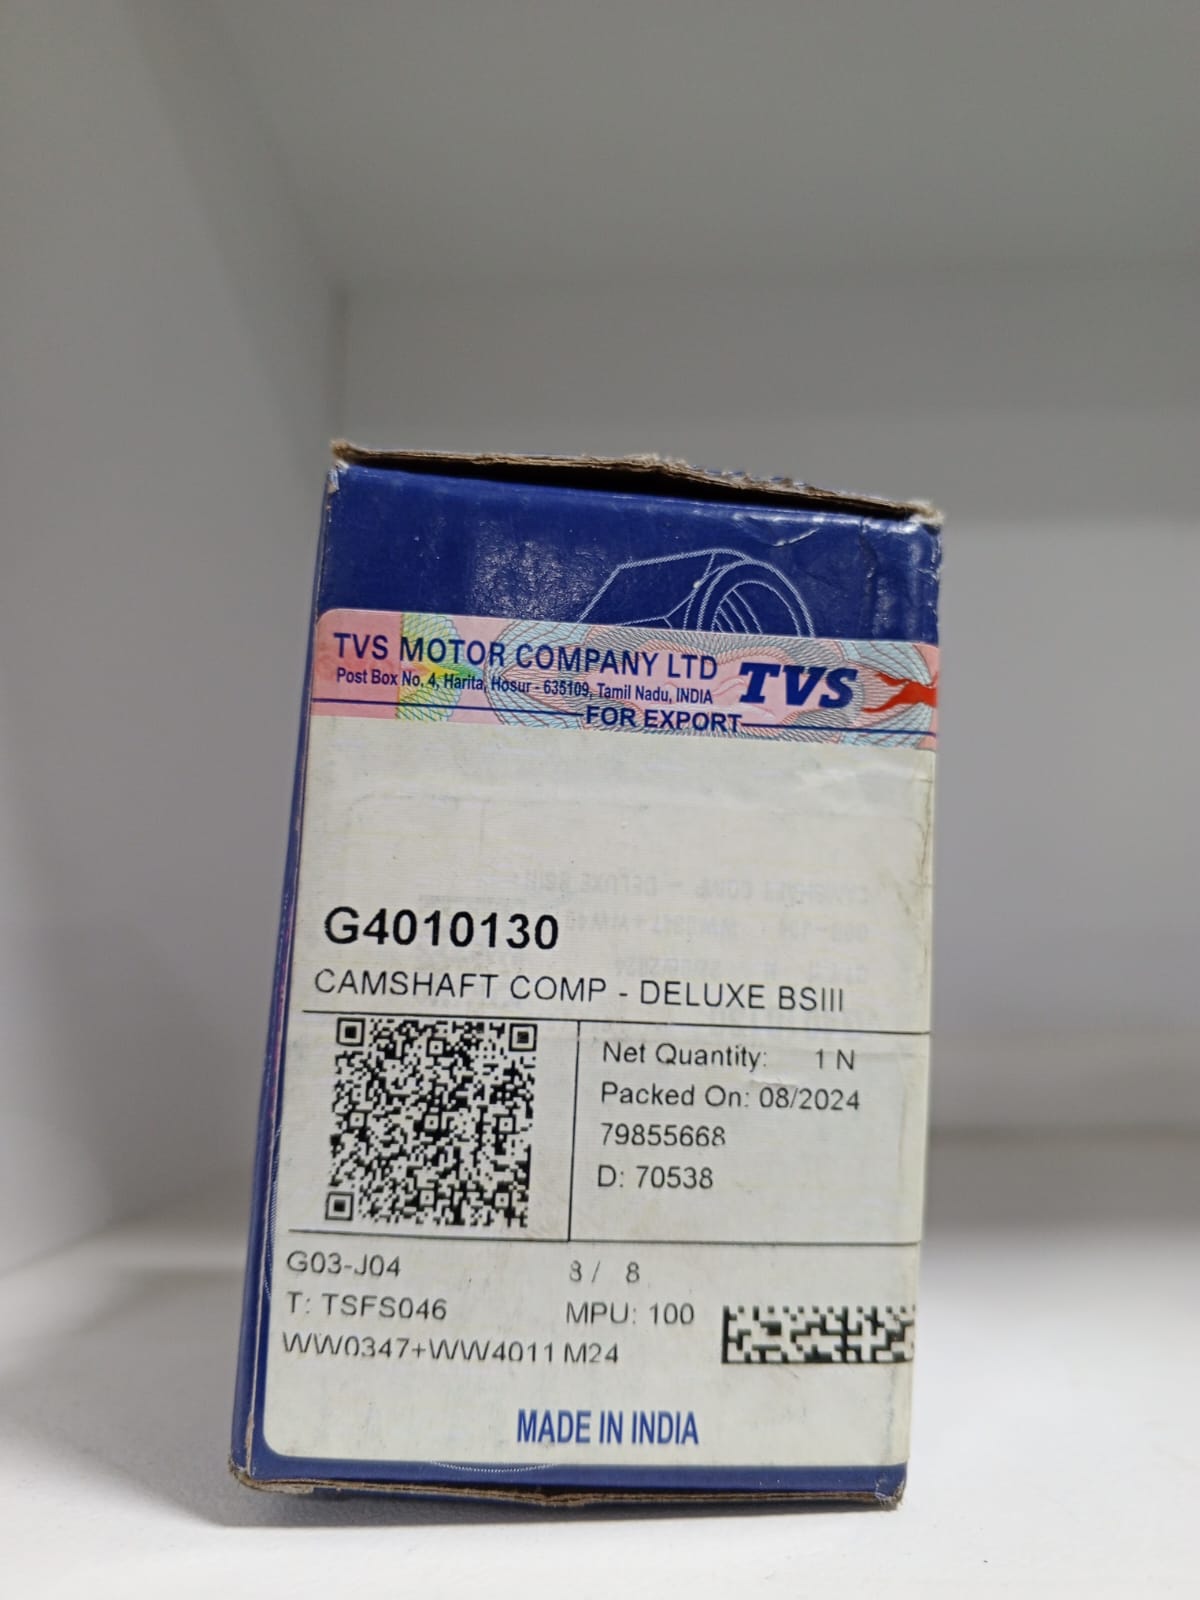 TVS MOTOR COMPANY LTD
Post Box No. 4, Harita, Hosur - 635109, Tamil Nadu, INDIA
TVS
FOR EXPORT
G4010130
CAMSHAFT COMP - DELUXE BSIII
Net Quantity: 1 N
Packed On: 08/2024
79855668
D: 70538
G03-J04 8 / 8
T: TSFS046 MPU: 100
WW0347+WW4011 M24
MADE IN INDIA